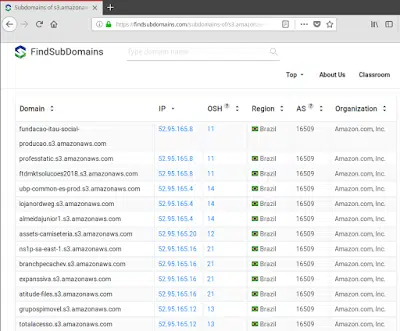 Subdomains of s3.amazonaws
https://findsubdomains.com/subdomains-of/s3.amazonaws
FindSubDomains
Type domain name
Top
About Us
Classroom
Domain IP OSH ? Region AS ? Organization
fundacao-itau-social-
producao.s3.amazonaws.com 52.95.165.8 11 Brazil 16509 Amazon.com, Inc.
professtatic.s3.amazonaws.com 52.95.165.8 11 Brazil 16509 Amazon.com, Inc.
ftdmktsolucoes2018.s3.amazonaws.com 52.95.165.8 11 Brazil 16509 Amazon.com, Inc.
ubp-common-es-prod.s3.amazonaws.com 52.95.165.4 14 Brazil 16509 Amazon.com, Inc.
lojanordweg.s3.amazonaws.com 52.95.165.4 14 Brazil 16509 Amazon.com, Inc.
almeidajunior1.s3.amazonaws.com 52.95.165.4 14 Brazil 16509 Amazon.com, Inc.
assets-camiseteria.s3.amazonaws.com 52.95.165.20 12 Brazil 16509 Amazon.com, Inc.
ns1p-sa-east-1.s3.amazonaws.com 52.95.165.16 21 Brazil 16509 Amazon.com, Inc.
branchpecachev.s3.amazonaws.com 52.95.165.16 21 Brazil 16509 Amazon.com, Inc.
expanssiva.s3.amazonaws.com 52.95.165.16 21 Brazil 16509 Amazon.com, Inc.
atitude-files.s3.amazonaws.com 52.95.165.16 21 Brazil 16509 Amazon.com, Inc.
grupospimovel.s3.amazonaws.com 52.95.165.12 13 Brazil 16509 Amazon.com, Inc.
totalacesso.s3.amazonaws.com 52.95.165.12 13 Brazil 16509 Amazon.com, Inc.